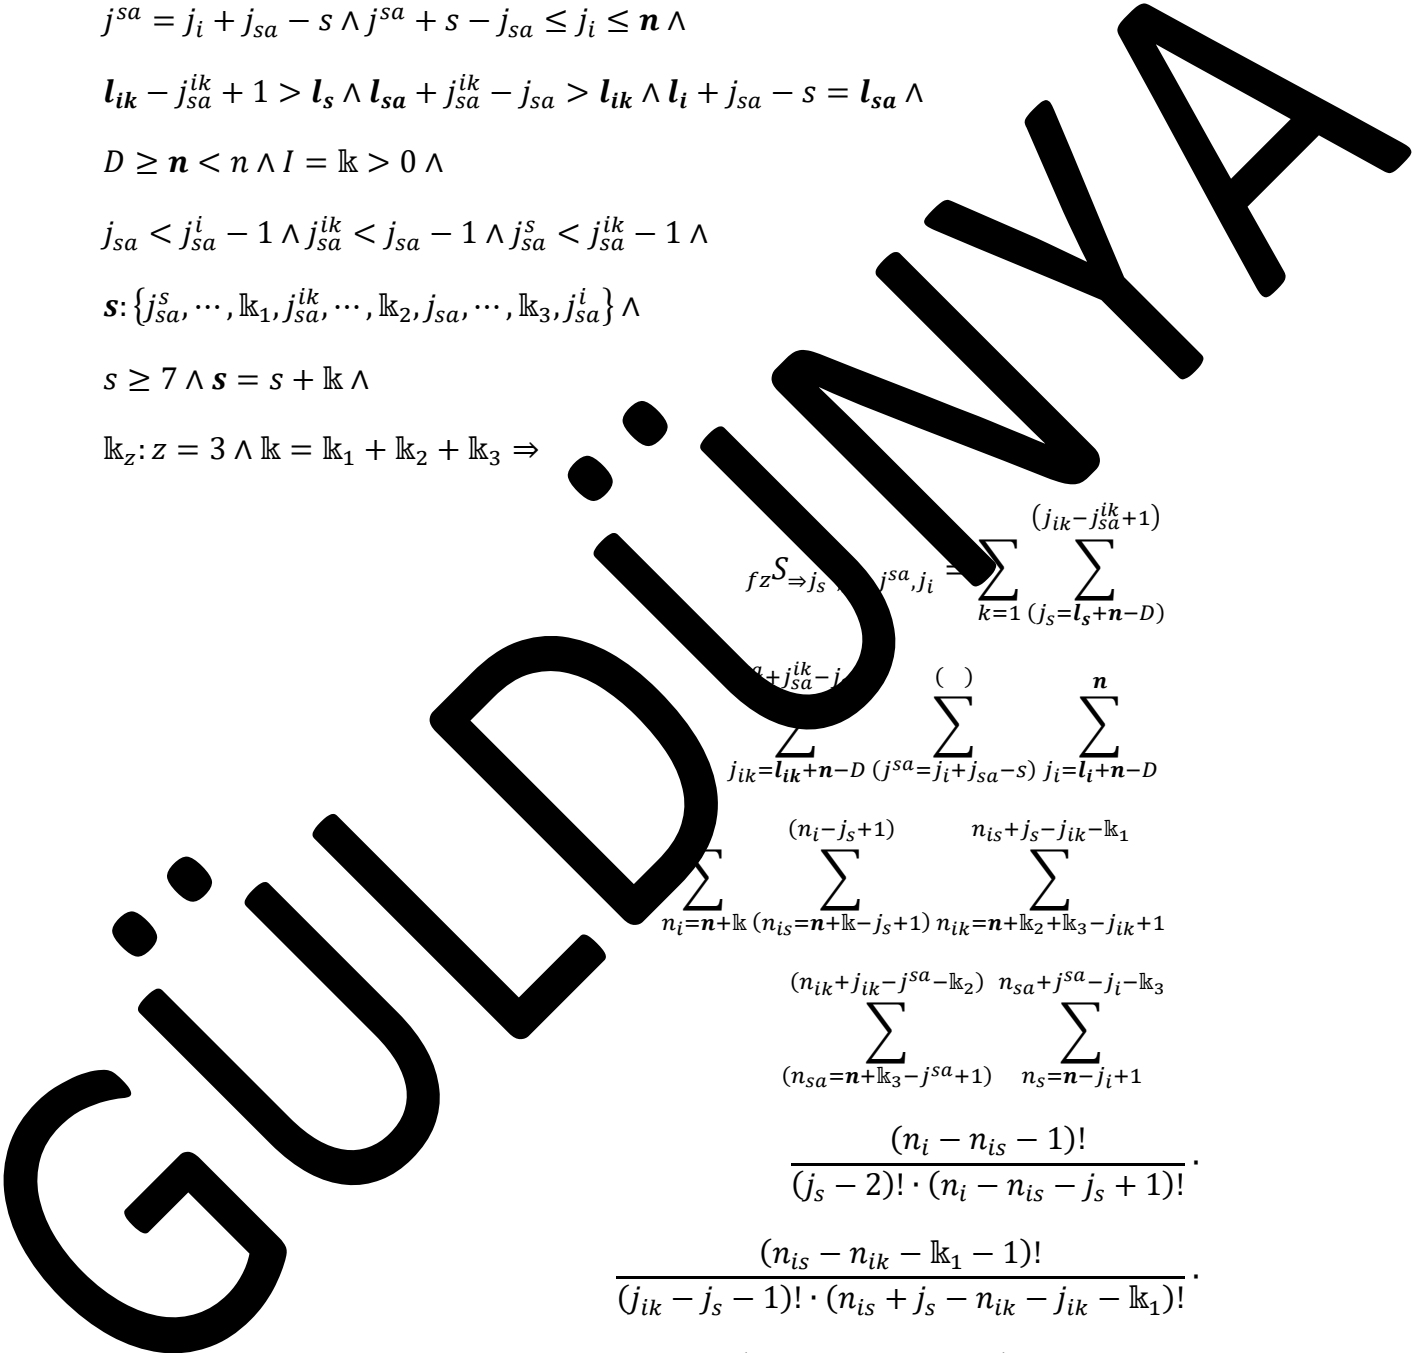 j^{sa} = j_i + j_{sa} − s ∧ j^{sa} + s − j_{sa} ≤ j_i ≤ 𝒏 ∧
𝒍_{𝒊𝒌} − j_{sa}^{ik} + 1 > 𝒍_𝒔 ∧ 𝒍_{𝒔𝒂} + j_{sa}^{ik} − j_{sa} > 𝒍_{𝒊𝒌} ∧ 𝒍_𝒊 + j_{sa} − s = 𝒍_{𝒔𝒂} ∧
D ≥ 𝒏 < n ∧ I = 𝕜 > 0 ∧
j_{sa} < j_{sa}^{i} − 1 ∧ j_{sa}^{ik} < j_{sa} − 1 ∧ j_{sa}^{s} < j_{sa}^{ik} − 1 ∧
𝒔: {j_{sa}^{s}, ⋯ , 𝕜_1, j_{sa}^{ik}, ⋯ , 𝕜_2, j_{sa}, ⋯ , 𝕜_3, j_{sa}^{i}} ∧
s ≥ 7 ∧ 𝒔 = s + 𝕜 ∧
𝕜_z: z = 3 ∧ 𝕜 = 𝕜_1 + 𝕜_2 + 𝕜_3 ⇒
_{fz}S_{⇒j_s, j^{sa}, j_i} = ∑_{k=1} ∑_{(j_s=𝒍_𝒔+𝒏−D)}^{(j_{ik}−j_{sa}^{ik}+1)}
∑_{j_{ik}=𝒍_{𝒊𝒌}+𝒏−D}^{+j_{sa}^{ik}−} ∑_{(j^{sa}=j_i+j_{sa}−s)}^{( )} ∑_{j_i=𝒍_𝒊+𝒏−D}^{𝒏}
∑_{n_i=𝒏+𝕜} ∑_{(n_{is}=𝒏+𝕜−j_s+1)}^{(n_i−j_s+1)} ∑_{n_{ik}=𝒏+𝕜_2+𝕜_3−j_{ik}+1}^{n_{is}+j_s−j_{ik}−𝕜_1}
∑_{(n_{sa}=𝒏+𝕜_3−j^{sa}+1)}^{(n_{ik}+j_{ik}−j^{sa}−𝕜_2)} ∑_{n_s=𝒏−j_i+1}^{n_{sa}+j^{sa}−j_i−𝕜_3}
(n_i − n_{is} − 1)!
(j_s − 2)! · (n_i − n_{is} − j_s + 1)! ·
(n_{is} − n_{ik} − 𝕜_1 − 1)!
(j_{ik} − j_s − 1)! · (n_{is} + j_s − n_{ik} − j_{ik} − 𝕜_1)! ·
GÜLDÜNYA